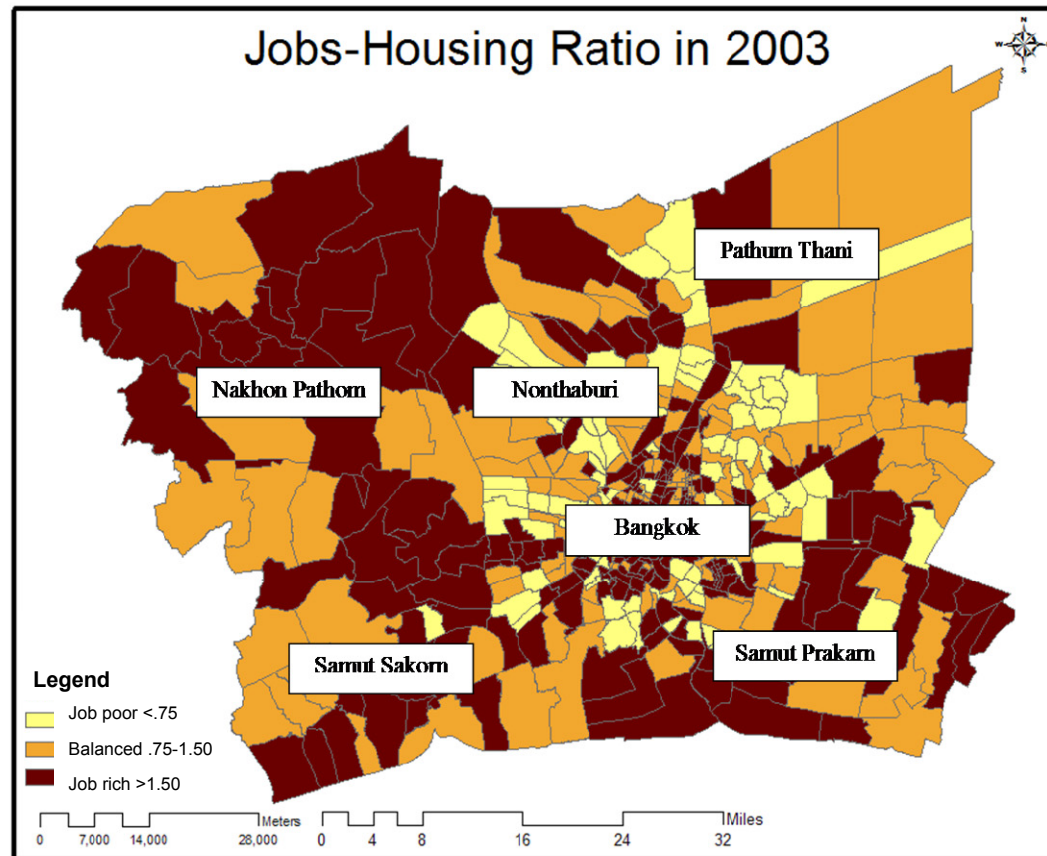 Jobs-Housing Ratio in 2003
N
W
S
Pathum Thani
Nakhon Pathom
Nonthaburi
Bangkok
Samut Sakorn
Samut Prakarn
Legend
Job poor <.75
Balanced .75-1.50
Job rich >1.50
Meters
0 7,000 14,000 28,000
Miles
0 4 8 16 24 32